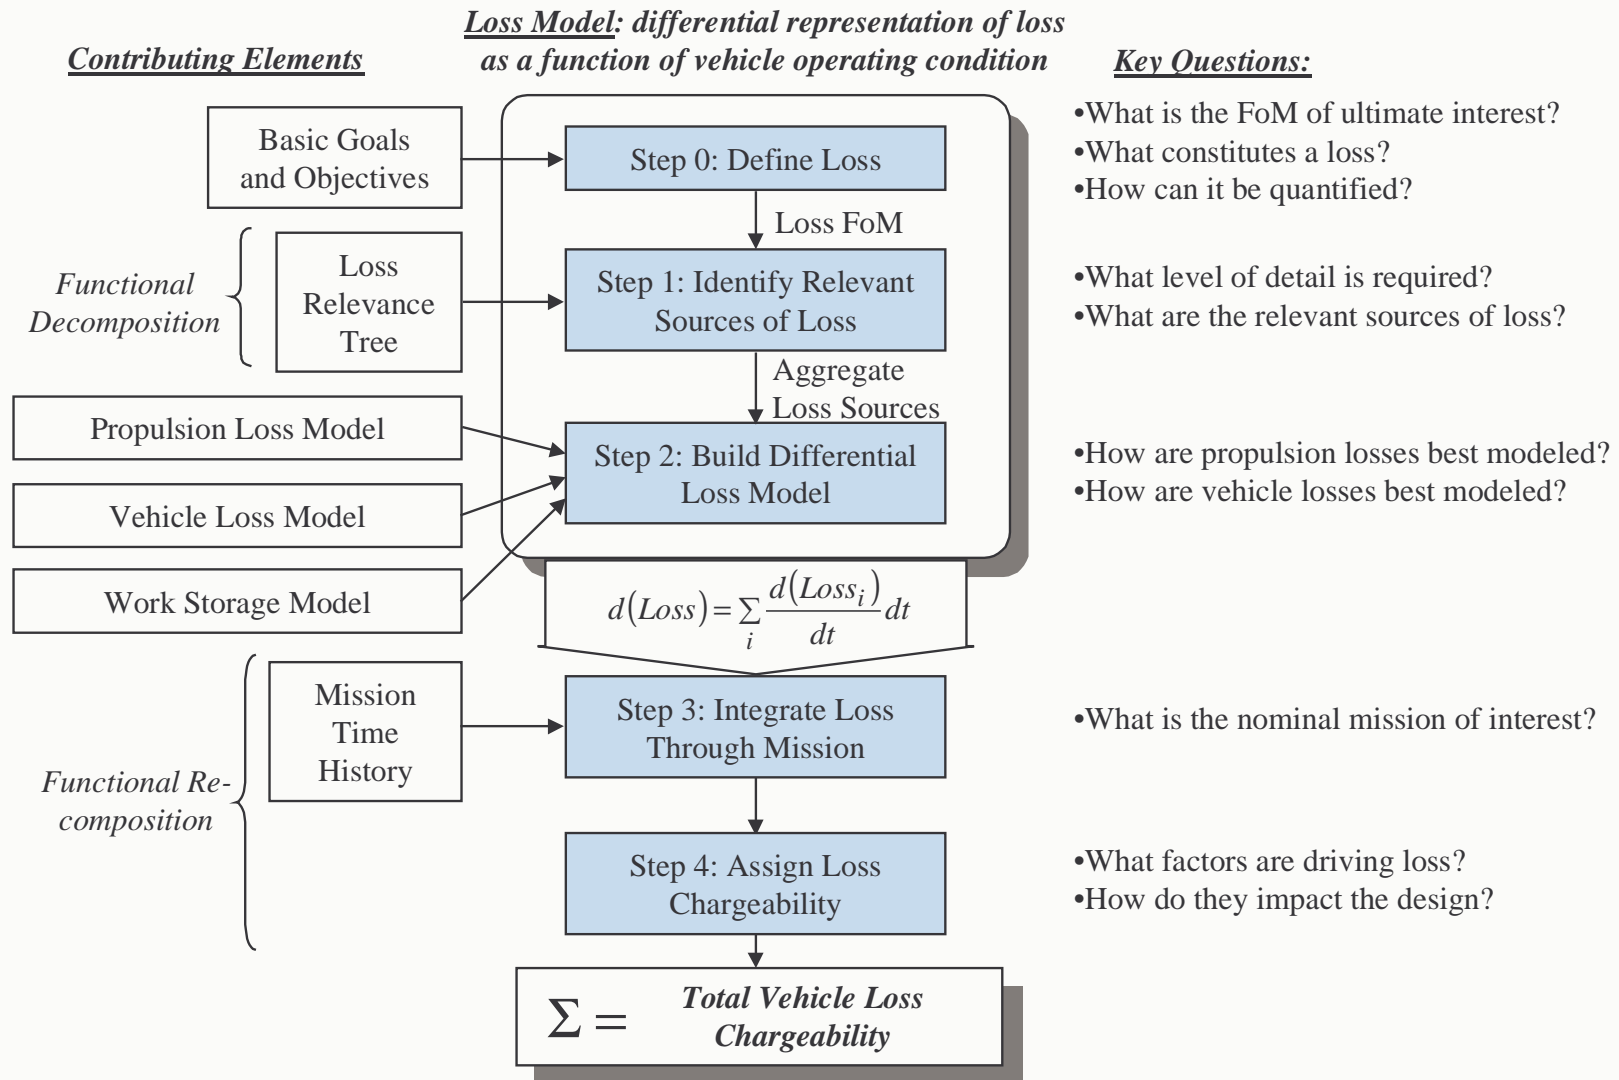 Contributing Elements
Loss Model: differential representation of loss
as a function of vehicle operating condition
Key Questions:
Basic Goals
and Objectives
Step 0: Define Loss
•What is the FoM of ultimate interest?
•What constitutes a loss?
•How can it be quantified?
Loss FoM
Functional
Decomposition
Loss
Relevance
Tree
Step 1: Identify Relevant
Sources of Loss
•What level of detail is required?
•What are the relevant sources of loss?
Aggregate
Loss Sources
Propulsion Loss Model
Vehicle Loss Model
Work Storage Model
Step 2: Build Differential
Loss Model
•How are propulsion losses best modeled?
•How are vehicle losses best modeled?
d(Loss) = ∑_i d(Loss_i)/dt dt
Functional Re-
composition
Mission
Time
History
Step 3: Integrate Loss
Through Mission
•What is the nominal mission of interest?
Step 4: Assign Loss
Chargeability
•What factors are driving loss?
•How do they impact the design?
Σ = Total Vehicle Loss
Chargeability